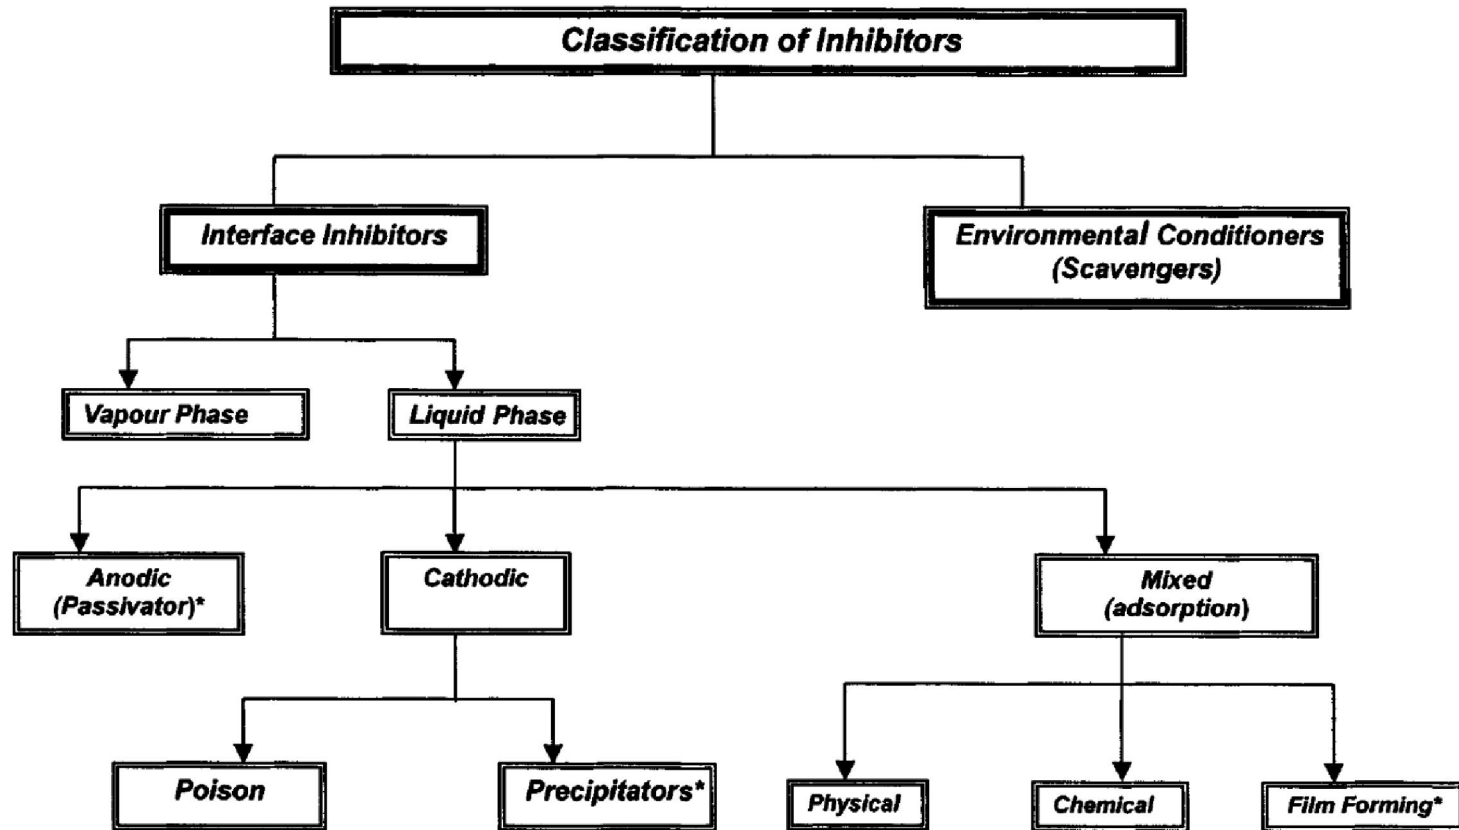 Classification of Inhibitors
Interface Inhibitors
Environmental Conditioners
(Scavengers)
Vapour Phase
Liquid Phase
Anodic
(Passivator)*
Cathodic
Mixed
(adsorption)
Poison
Precipitators*
Physical
Chemical
Film Forming*